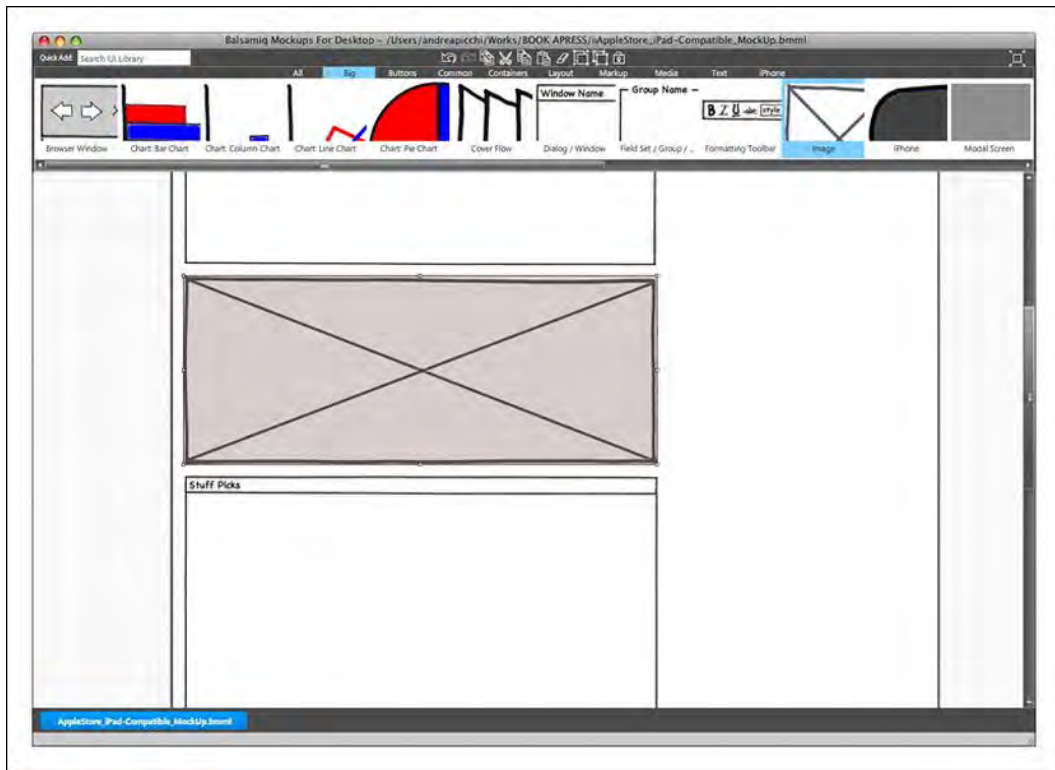 Balsamiq Mockups For Desktop - /Users/andreapicchi/Works/BOOK APRESS/iiAppleStore_iPad-Compatible_MockUp.bmml
Quick Add: Search UI Library
All Big Buttons Common Containers Layout Markup Media Text iPhone
Window Name Group Name
B I U abc style
Browser Window Chart: Bar Chart Chart: Column Chart Chart: Line Chart Chart: Pie Chart Cover Flow Dialog / Window Field Set / Group / ... Formatting Toolbar Image iPhone Modal Screen
Stuff Picks
AppleStore_iPad-Compatible_MockUp.bmml